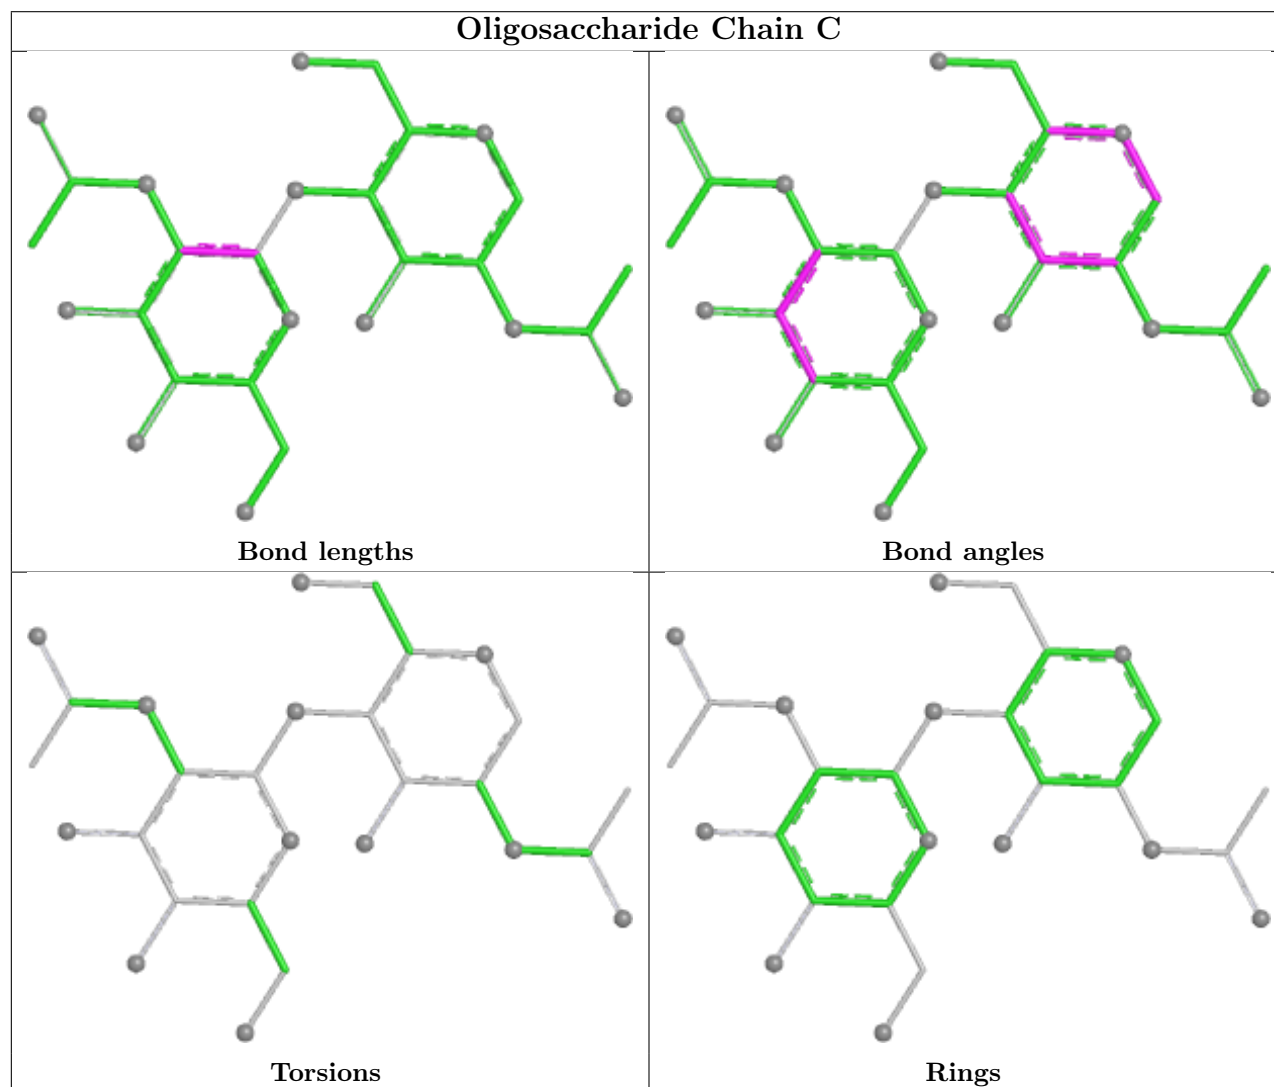 Oligosaccharide Chain C
Bond lengths
Bond angles
Torsions
Rings